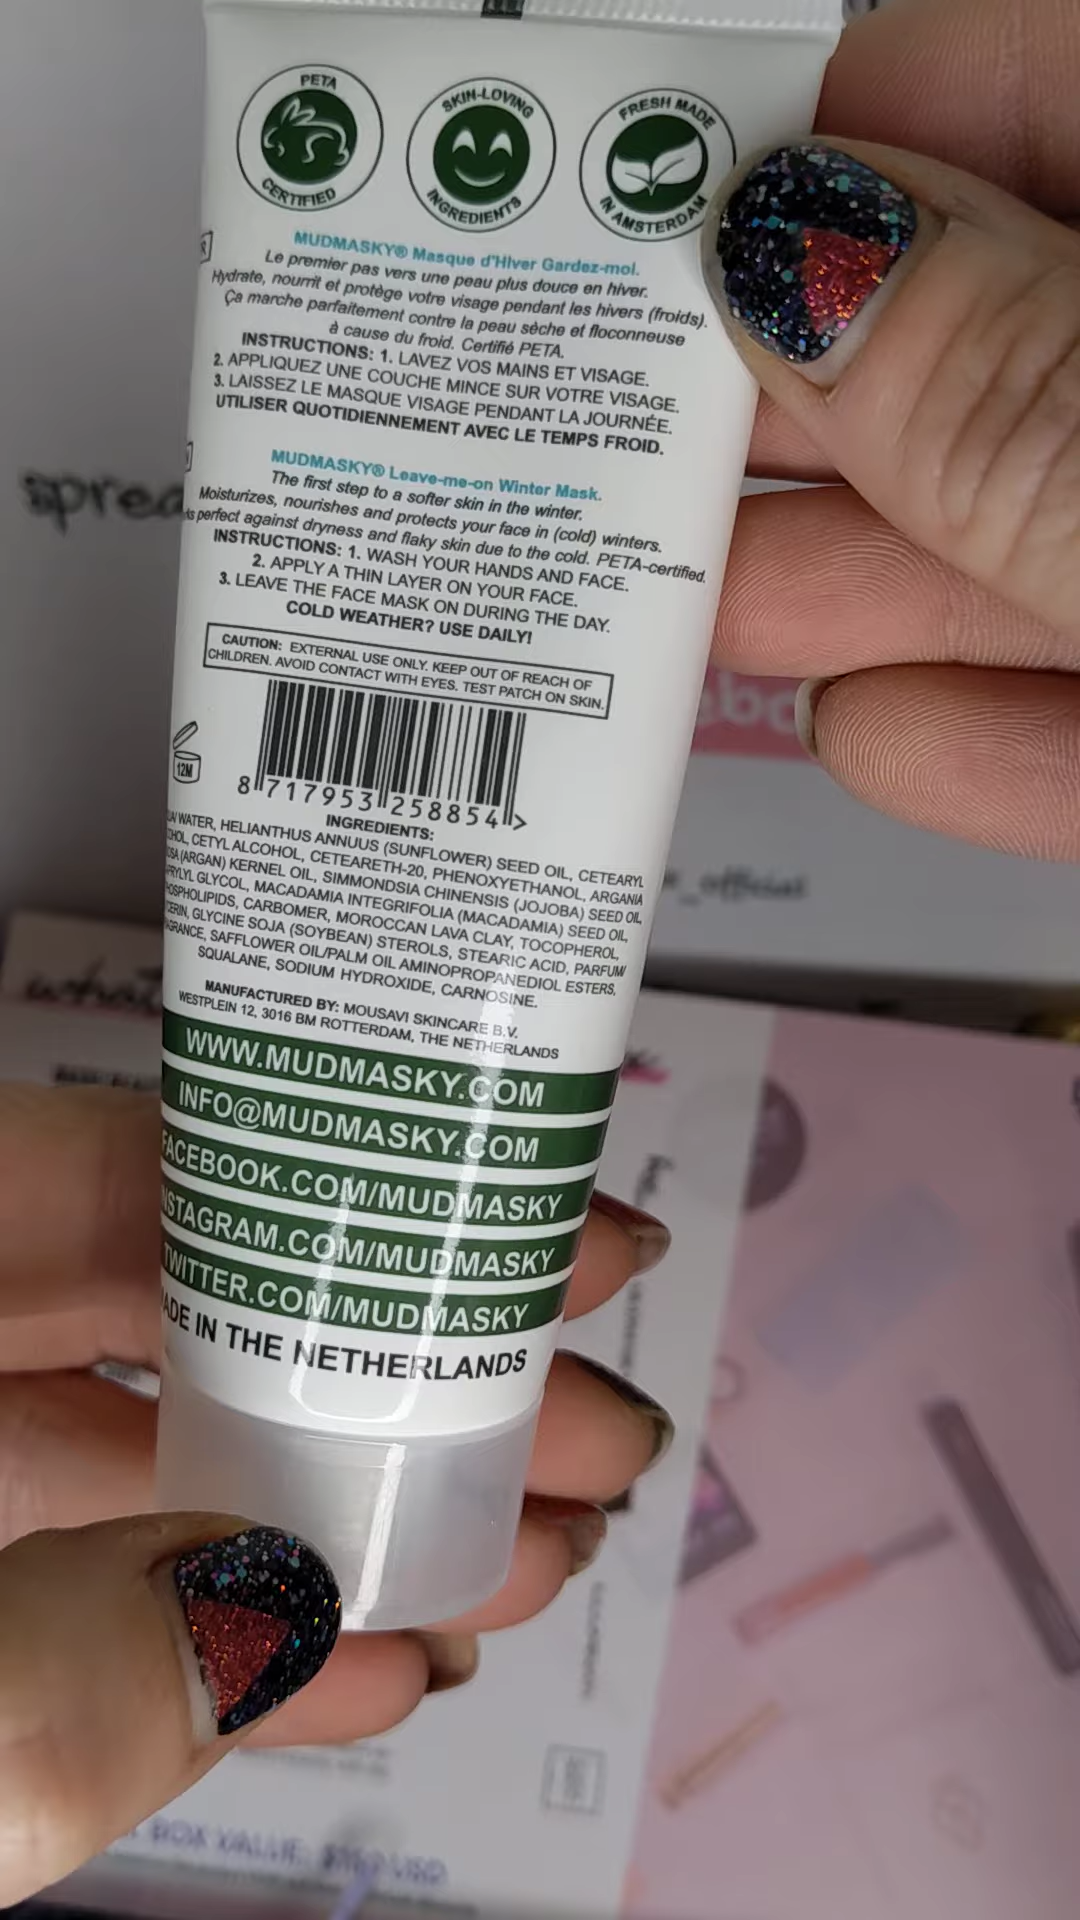 PETA CERTIFIED
SKIN-LOVING INGREDIENTS
FRESH MADE IN AMSTERDAM
MUDMASKY® Masque d'Hiver Gardez-moi.
Le premier pas vers une peau plus douce en hiver.
Hydrate, nourrit et protège votre visage pendant les hivers (froids).
Ça marche parfaitement contre la peau sèche et floconneuse
à cause du froid. Certifié PETA.
INSTRUCTIONS: 1. LAVEZ VOS MAINS ET VISAGE.
2. APPLIQUEZ UNE COUCHE MINCE SUR VOTRE VISAGE.
3. LAISSEZ LE MASQUE VISAGE PENDANT LA JOURNÉE.
UTILISER QUOTIDIENNEMENT AVEC LE TEMPS FROID.
MUDMASKY® Leave-me-on Winter Mask.
The first step to a softer skin in the winter.
Moisturizes, nourishes and protects your face in (cold) winters.
perfect against dryness and flaky skin due to the cold. PETA-certified.
INSTRUCTIONS: 1. WASH YOUR HANDS AND FACE.
2. APPLY A THIN LAYER ON YOUR FACE.
3. LEAVE THE FACE MASK ON DURING THE DAY.
COLD WEATHER? USE DAILY!
CAUTION: EXTERNAL USE ONLY. KEEP OUT OF REACH OF
CHILDREN. AVOID CONTACT WITH EYES. TEST PATCH ON SKIN.
12M
8 717953 258854 >
INGREDIENTS:
WATER, HELIANTHUS ANNUUS (SUNFLOWER) SEED OIL, CETEARYL
CETYL ALCOHOL, CETEARETH-20, PHENOXYETHANOL, ARGANIA
(ARGAN) KERNEL OIL, SIMMONDSIA CHINENSIS (JOJOBA) SEED OIL,
GLYCOL, MACADAMIA INTEGRIFOLIA (MACADAMIA) SEED OIL,
CARBOMER, MOROCCAN LAVA CLAY, TOCOPHEROL,
GLYCINE SOJA (SOYBEAN) STEROLS, STEARIC ACID, PARFUM/
SAFFLOWER OIL/PALM OIL AMINOPROPANEDIOL ESTERS,
SQUALANE, SODIUM HYDROXIDE, CARNOSINE.
MANUFACTURED BY: MOUSAVI SKINCARE B.V.
WESTPLEIN 12, 3016 BM ROTTERDAM, THE NETHERLANDS
WWW.MUDMASKY.COM
INFO@MUDMASKY.COM
FACEBOOK.COM/MUDMASKY
INSTAGRAM.COM/MUDMASKY
TWITTER.COM/MUDMASKY
MADE IN THE NETHERLANDS
_official
BOX VALUE: